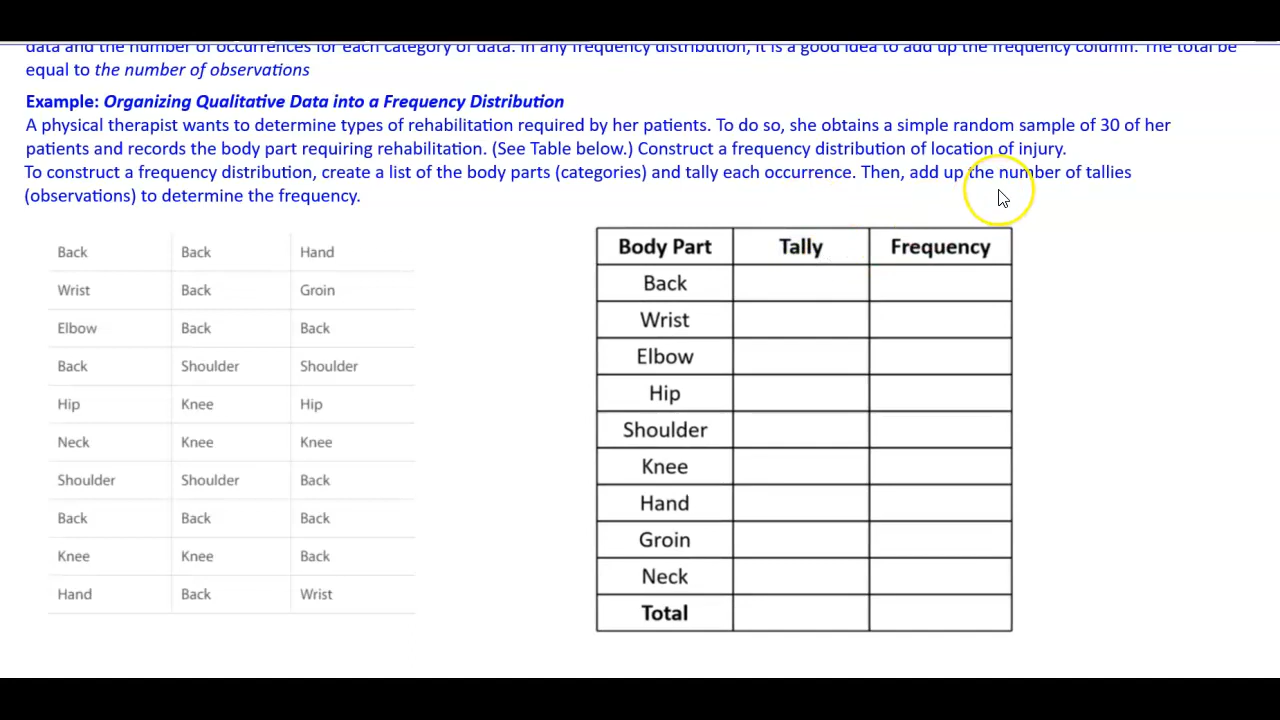 data and the number of occurrences for each category of data. In any frequency distribution, it is a good idea to add up the frequency column. The total be
equal to the number of observations
Example: Organizing Qualitative Data into a Frequency Distribution
A physical therapist wants to determine types of rehabilitation required by her patients. To do so, she obtains a simple random sample of 30 of her
patients and records the body part requiring rehabilitation. (See Table below.) Construct a frequency distribution of location of injury.
To construct a frequency distribution, create a list of the body parts (categories) and tally each occurrence. Then, add up the number of tallies
(observations) to determine the frequency.
Back Back Hand
Wrist Back Groin
Elbow Back Back
Back Shoulder Shoulder
Hip Knee Hip
Neck Knee Knee
Shoulder Shoulder Back
Back Back Back
Knee Knee Back
Hand Back Wrist
Body Part Tally Frequency
Back
Wrist
Elbow
Hip
Shoulder
Knee
Hand
Groin
Neck
Total